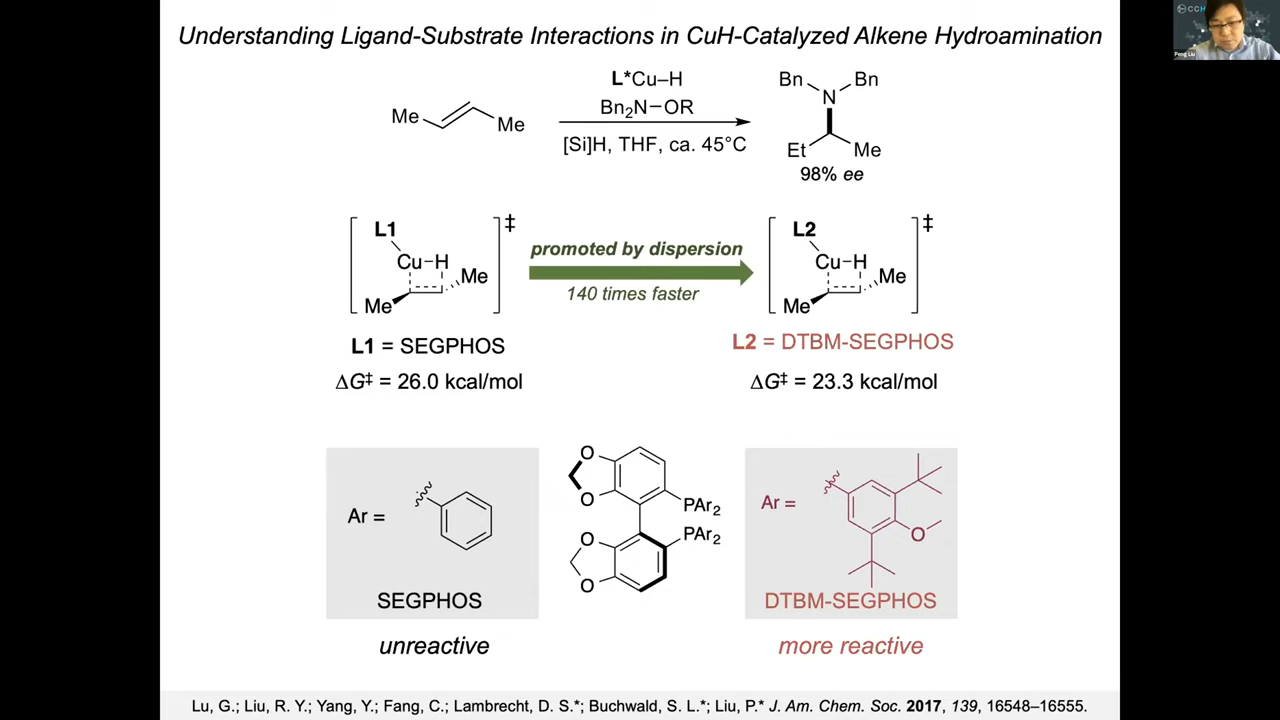 Understanding Ligand-Substrate Interactions in CuH-Catalyzed Alkene Hydroamination
CCH
Peng Liu
L*Cu–H
Bn2N–OR
[Si]H, THF, ca. 45°C
Me
Me
Bn
Bn
N
Et
Me
98% ee
L1
Cu–H
Me
Me
‡
promoted by dispersion
140 times faster
L2
Cu–H
Me
Me
‡
L1 = SEGPHOS
ΔG‡ = 26.0 kcal/mol
L2 = DTBM-SEGPHOS
ΔG‡ = 23.3 kcal/mol
Ar =
SEGPHOS
unreactive
O
O
PAr2
PAr2
O
O
Ar =
O
DTBM-SEGPHOS
more reactive
Lu, G.; Liu, R. Y.; Yang, Y.; Fang, C.; Lambrecht, D. S.*; Buchwald, S. L.*; Liu, P.* J. Am. Chem. Soc. 2017, 139, 16548–16555.